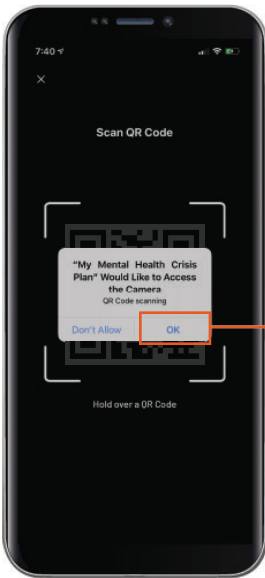 7:40
Scan QR Code
"My Mental Health Crisis
Plan" Would Like to Access
the Camera
QR Code scanning
Don't Allow OK
Hold over a QR Code